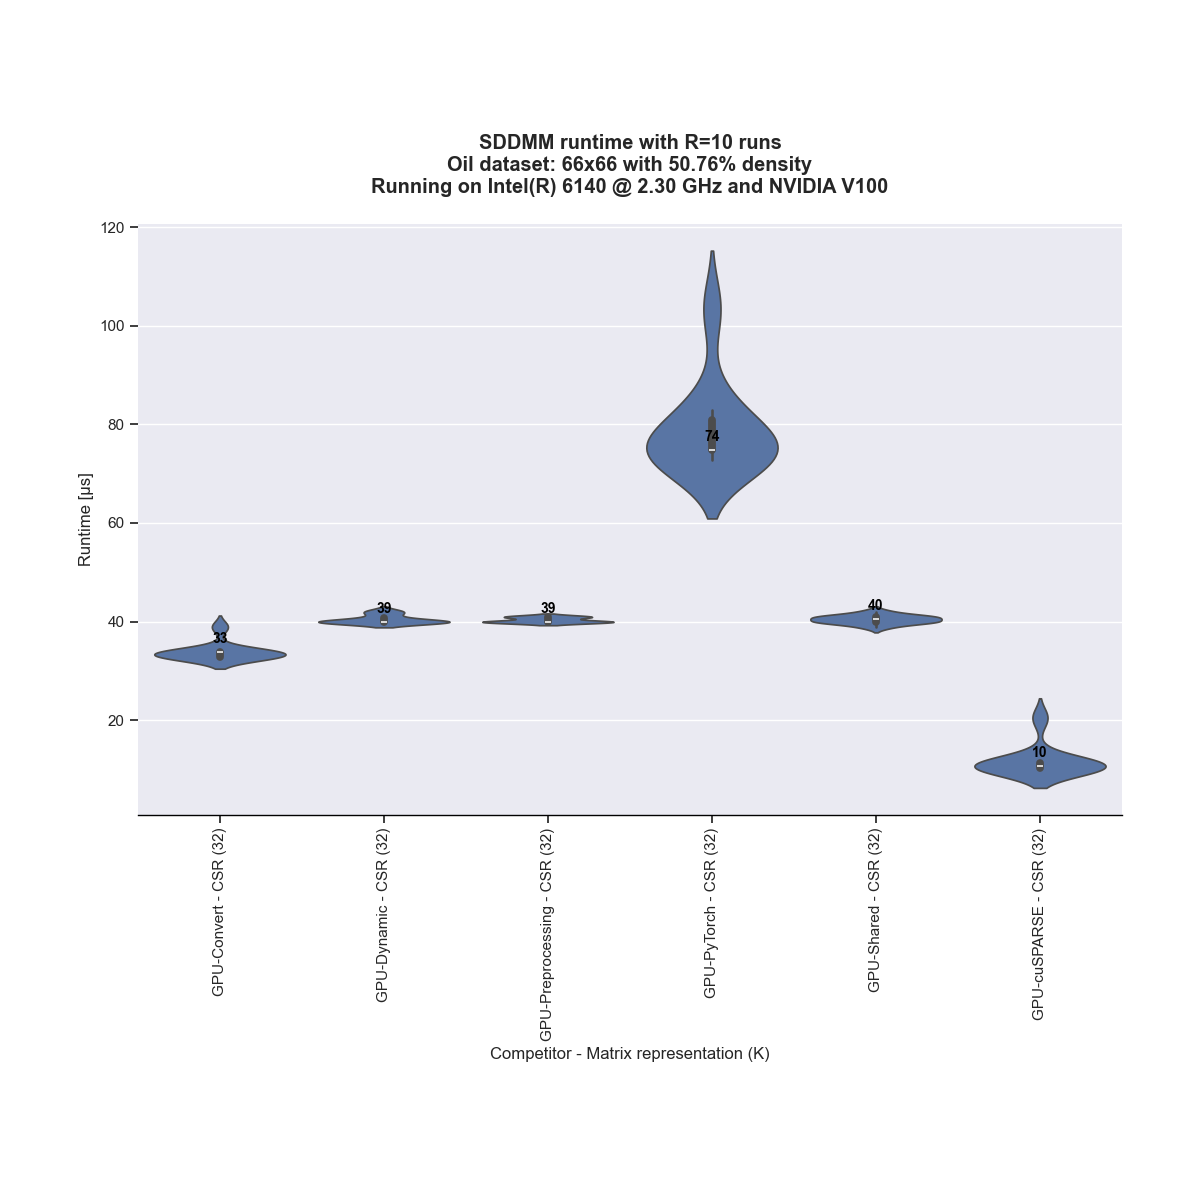 SDDMM runtime with R=10 runs
Oil dataset: 66x66 with 50.76% density
Running on Intel(R) 6140 @ 2.30 GHz and NVIDIA V100
120
100
80
60
40
20
Runtime [µs]
33
39
39
74
40
10
GPU-Convert - CSR (32)
GPU-Dynamic - CSR (32)
GPU-Preprocessing - CSR (32)
GPU-PyTorch - CSR (32)
GPU-Shared - CSR (32)
GPU-cuSPARSE - CSR (32)
Competitor - Matrix representation (K)